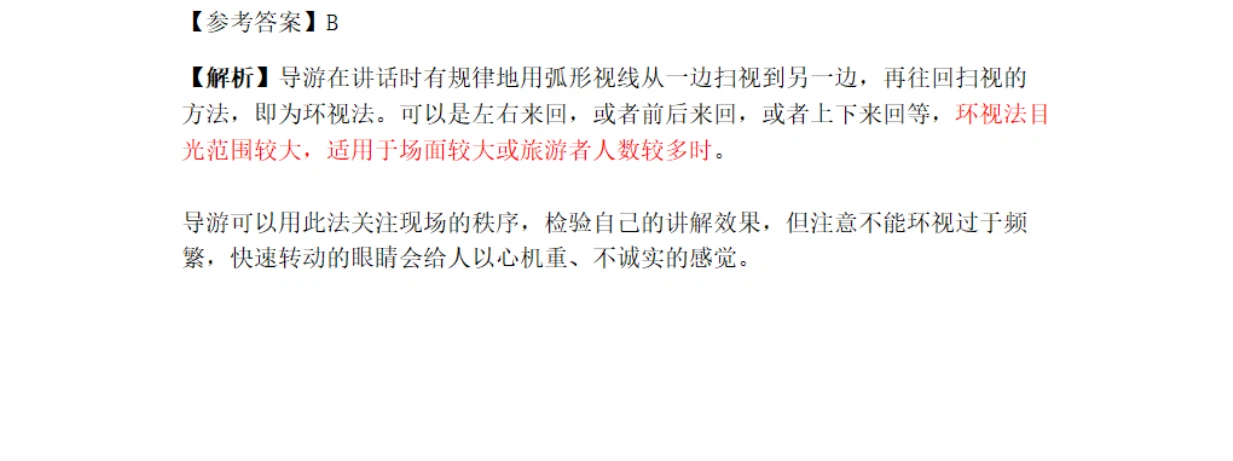 【参考答案】B
【解析】导游在讲话时有规律地用弧形视线从一边扫视到另一边，再往回扫视的
方法，即为环视法。可以是左右来回，或者前后来回，或者上下来回等，环视法目
光范围较大，适用于场面较大或旅游者人数较多时。
导游可以用此法关注现场的秩序，检验自己的讲解效果，但注意不能环视过于频
繁，快速转动的眼睛会给人以心机重、不诚实的感觉。